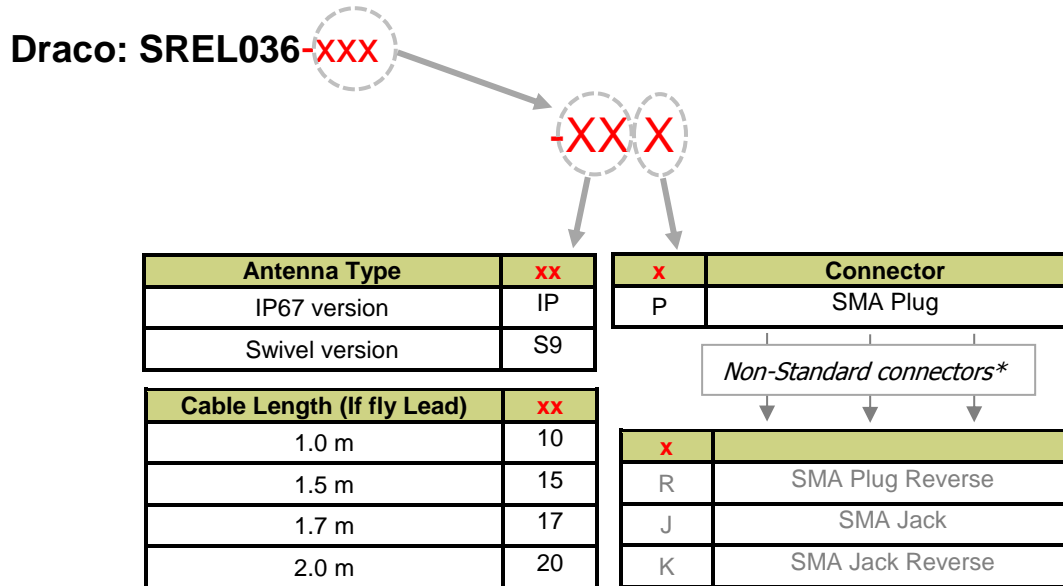 Draco: SREL036-xxx
-XX X
Antenna Type xx
IP67 version IP
Swivel version S9
Cable Length (If fly Lead) xx
1.0 m 10
1.5 m 15
1.7 m 17
2.0 m 20
x Connector
P SMA Plug
Non-Standard connectors*
x
R SMA Plug Reverse
J SMA Jack
K SMA Jack Reverse